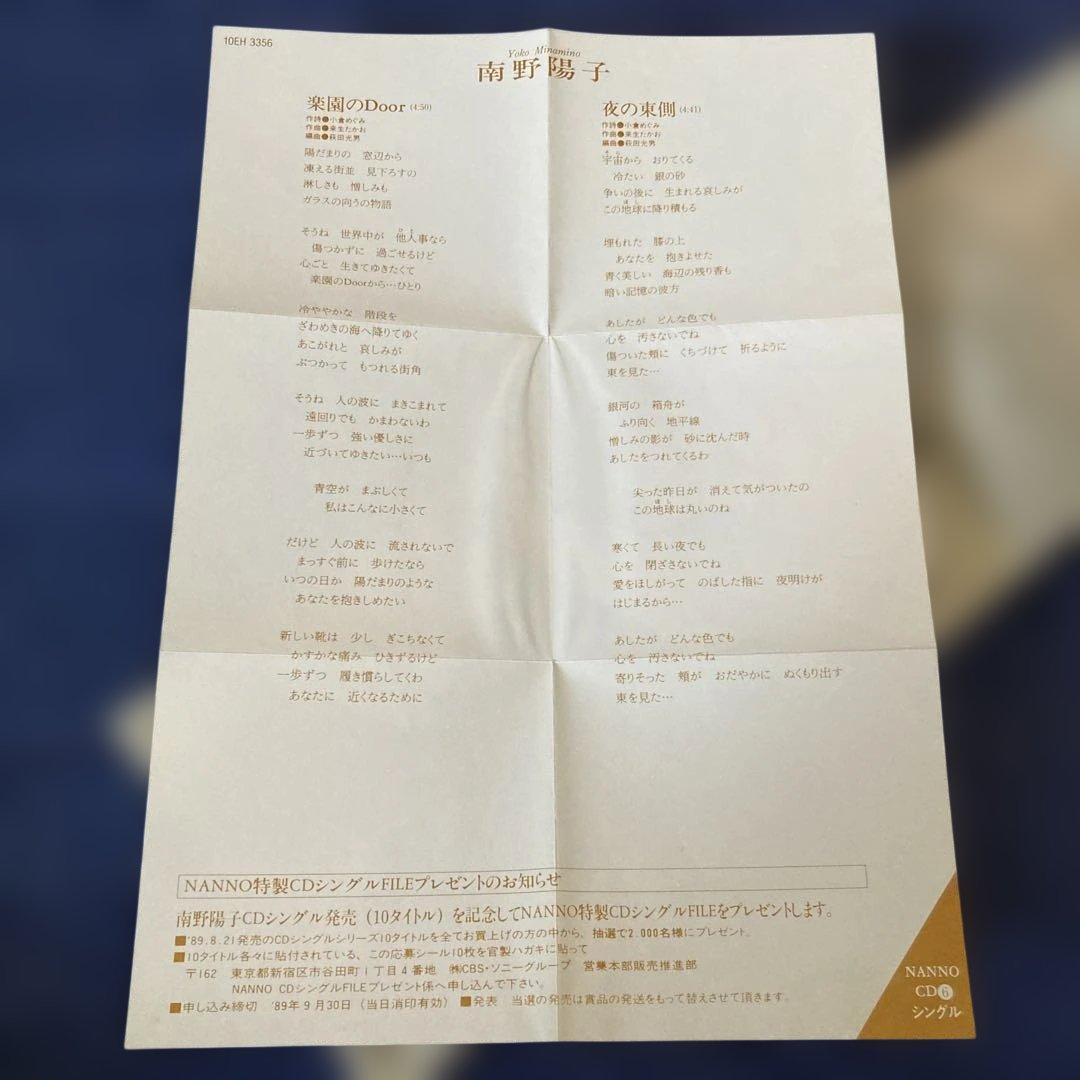 10EH 3356
Yoko Minamino
南野陽子
楽園のDoor (4:50)
作詩●小倉めぐみ
作曲●来生たかお
編曲●萩田光男
陽だまりの 窓辺から
凍える街並 見下ろすの
淋しさも 憎しみも
ガラスの向うの物語
そうね 世界中が 他人事なら
傷つかずに 過ごせるけど
心ごと 生きてゆきたくて
楽園のDoorから…ひとり
冷ややかな 階段を
ざわめきの海へ降りてゆく
あこがれと 哀しみが
ぶつかって もつれる街角
そうね 人の波に まきこまれて
遠回りでも かまわないわ
一歩ずつ 強い優しさに
近づいてゆきたい…いつも
青空が まぶしくて
私はこんなに小さくて
だけど 人の波に 流されないで
まっすぐ前に 歩けたなら
いつの日か 陽だまりのような
あなたを抱きしめたい
新しい靴は 少し ぎこちなくて
かすかな痛み ひきずるけど
一歩ずつ 履き慣らしてくわ
あなたに 近くなるために
夜の東側 (4:41)
作詩●小倉めぐみ
作曲●来生たかお
編曲●萩田光男
宇宙から おりてくる
冷たい 銀の砂
争いの後に 生まれる哀しみが
この地球に降り積もる
埋もれた 膝の上
あなたを 抱きよせた
青く美しい 海辺の残り香も
暗い記憶の彼方
あしたが どんな色でも
心を 汚さないでね
傷ついた頬に くちづけて 祈るように
東を見た…
銀河の 箱舟が
ふり向く 地平線
憎しみの影が 砂に沈んだ時
あしたをつれてくるわ
尖った昨日が 消えて気がついたの
この地球は丸いのね
寒くて 長い夜でも
心を 閉ざさないでね
愛をほしがって のばした指に 夜明けが
はじまるから…
あしたが どんな色でも
心を 汚さないでね
寄りそった 頬が おだやかに ぬくもり出す
東を見た…
NANNO特製CDシングルFILEプレゼントのお知らせ
南野陽子CDシングル発売（10タイトル）を記念してNANNO特製CDシングルFILEをプレゼントします。
■'89.8.21発売のCDシングルシリーズ10タイトルを全てお買上げの方の中から、抽選で2,000名様にプレゼント。
■10タイトル各々に貼付されている、この応募シール10枚を官製ハガキに貼って
〒162 東京都新宿区市谷田町1丁目4番地 ㈱CBS・ソニーグループ 営業本部販売推進部
NANNO CDシングルFILEプレゼント係へ申し込んで下さい。
■申し込み締切 '89年9月30日（当日消印有効） ■発表 当選の発売は賞品の発送をもって替えさせて頂きます。
NANNO
CD❻
シングル